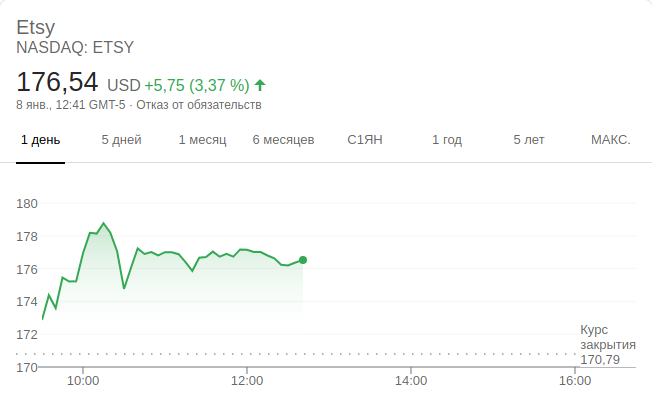 Etsy
NASDAQ: ETSY
176,54 USD +5,75 (3,37 %)
8 янв., 12:41 GMT-5 · Отказ от обязательств
1 день 5 дней 1 месяц 6 месяцев С1ЯН 1 год 5 лет МАКС.
180
178
176
174
172
170
Курс
закрытия
170,79
10:00 12:00 14:00 16:00